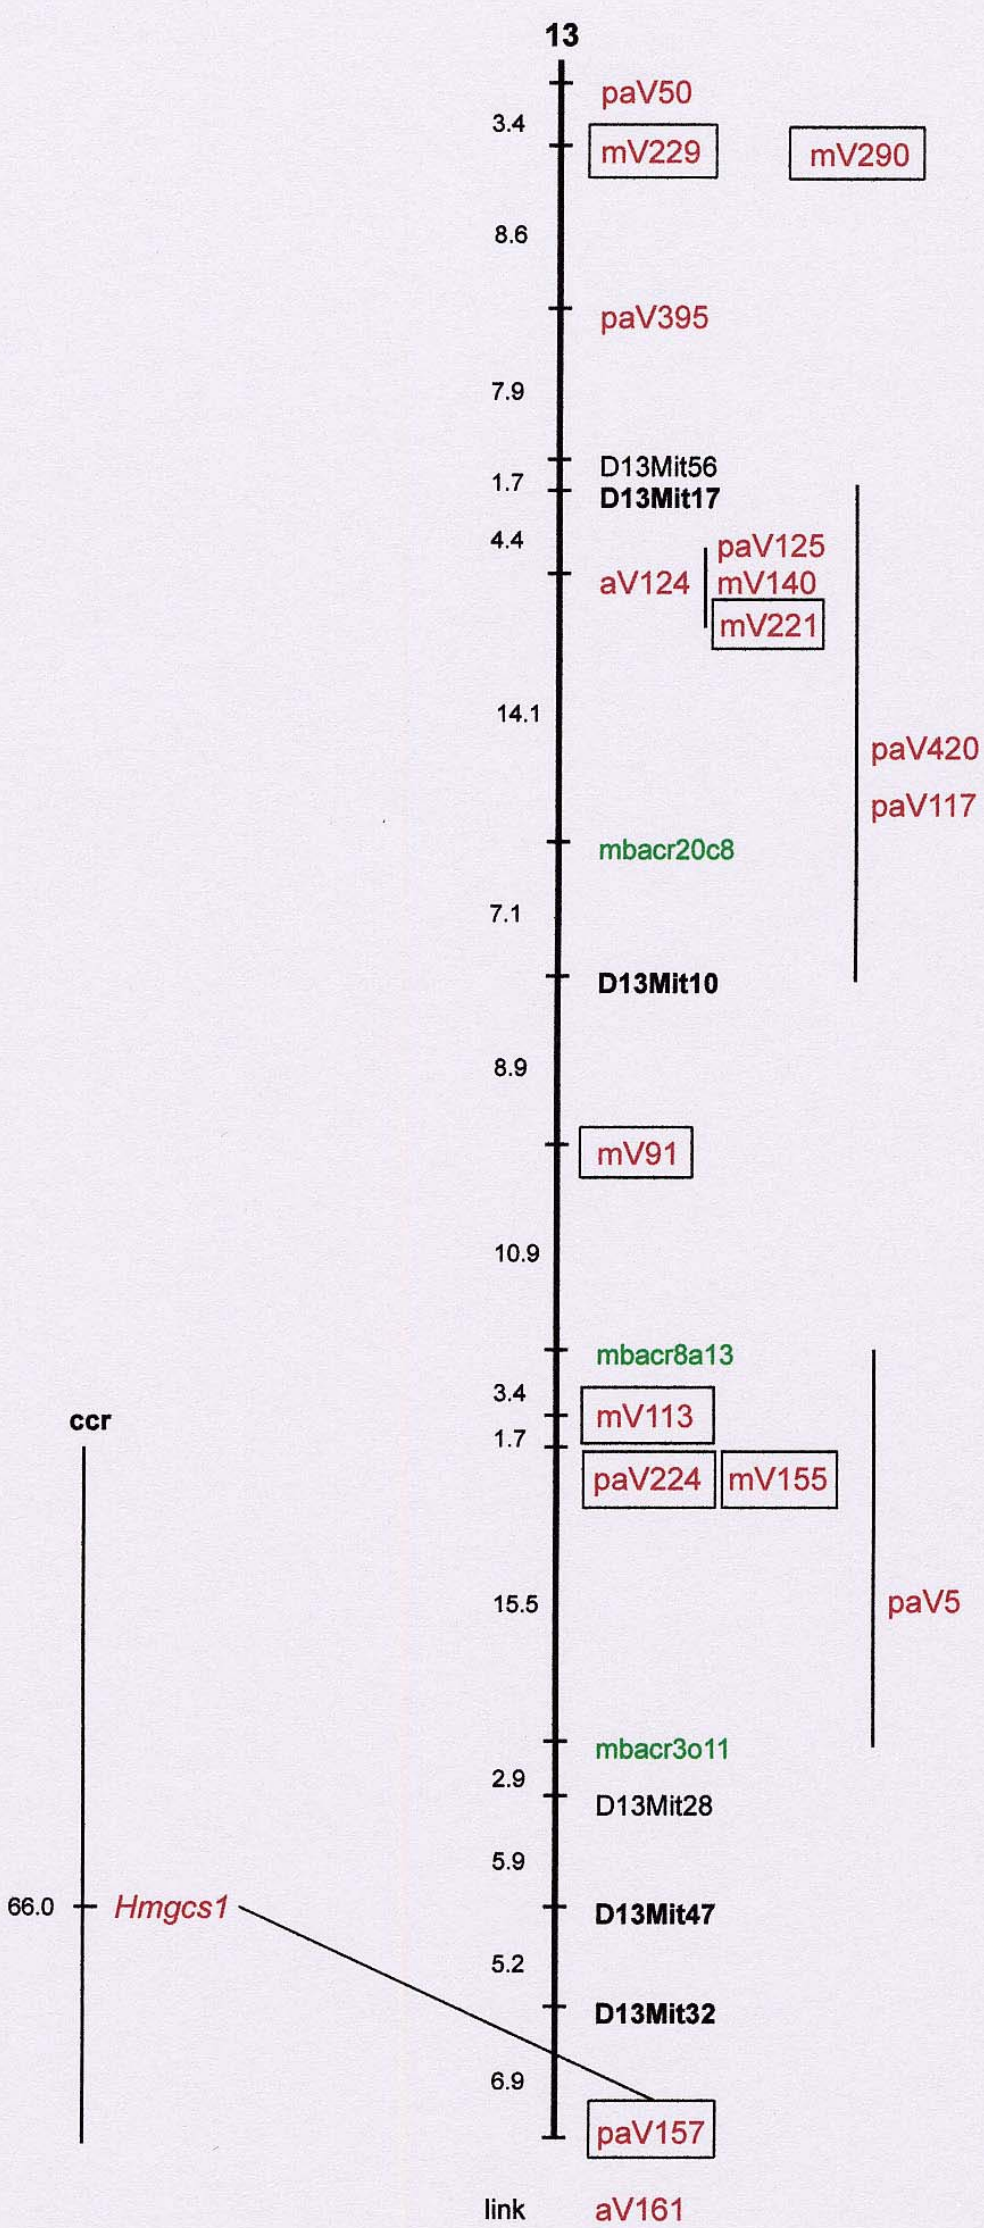 13
paV50
3.4
mV229 mV290
8.6
paV395
7.9
D13Mit56
1.7
D13Mit17
4.4
paV125
aV124 mV140
mV221
14.1
paV420
paV117
mbacr20c8
7.1
D13Mit10
8.9
mV91
10.9
mbacr8a13
3.4
mV113
ccr
1.7
paV224 mV155
15.5
paV5
mbacr3o11
2.9
D13Mit28
5.9
66.0 Hmgcs1
D13Mit47
5.2
D13Mit32
6.9
paV157
link aV161